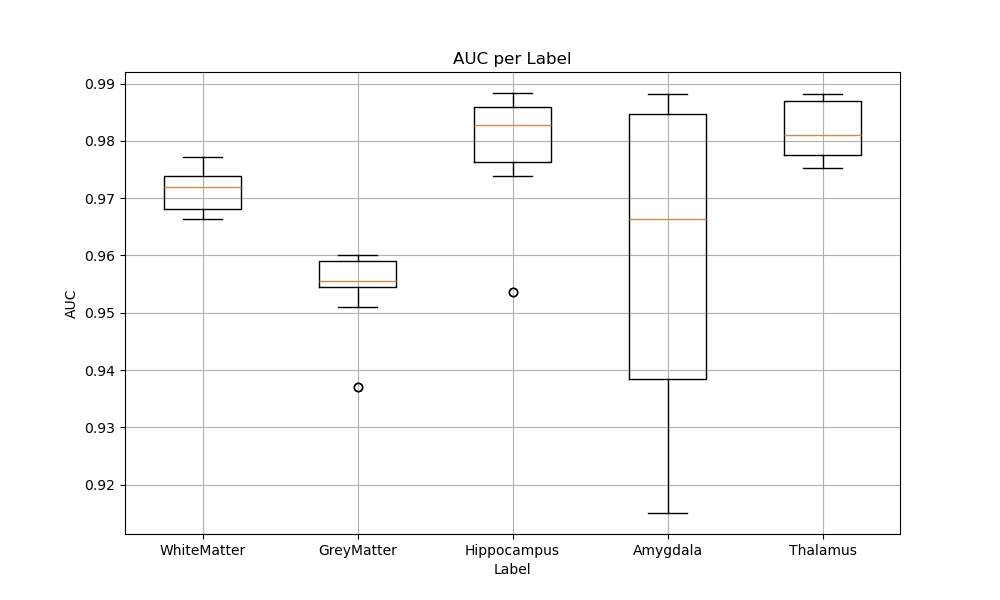 AUC per Label
AUC
0.99
0.98
0.97
0.96
0.95
0.94
0.93
0.92
WhiteMatter GreyMatter Hippocampus Amygdala Thalamus
Label